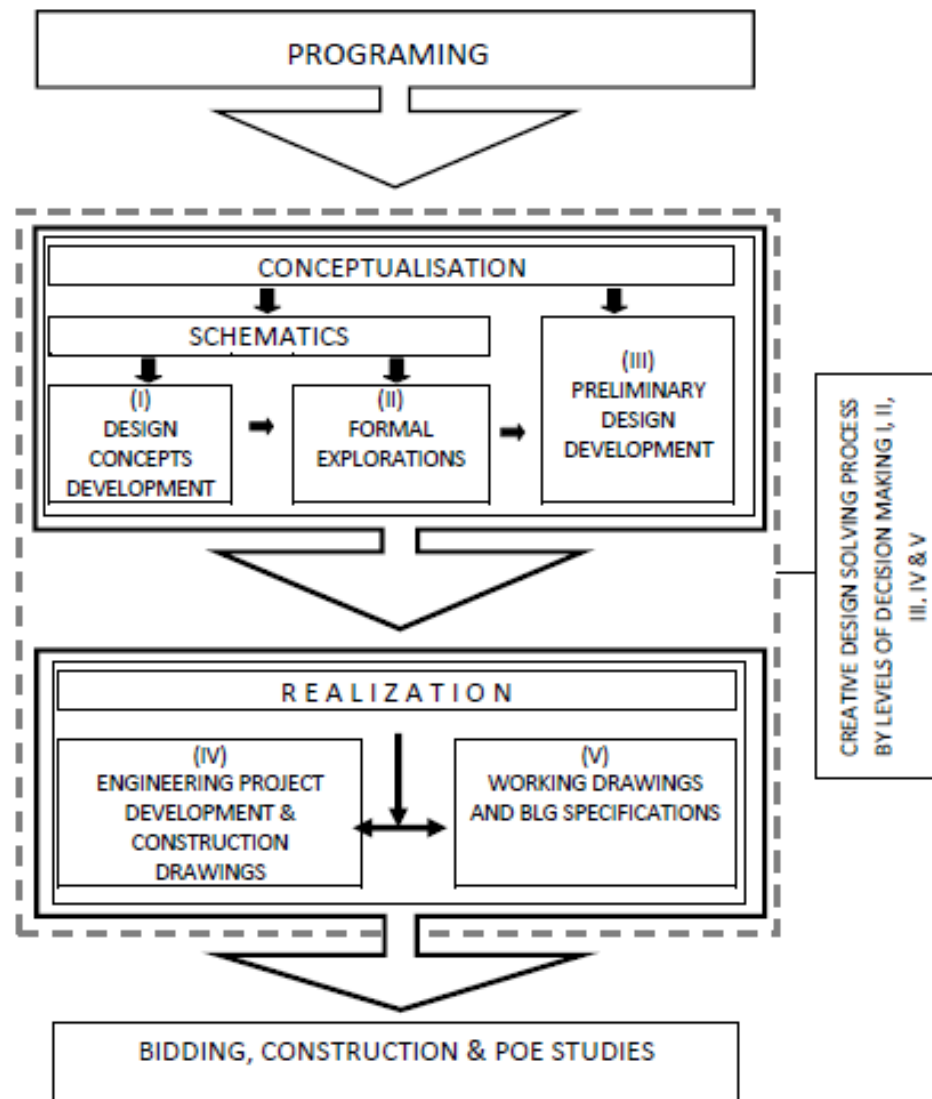 PROGRAMING
CONCEPTUALISATION
SCHEMATICS
(I)
DESIGN
CONCEPTS
DEVELOPMENT
(II)
FORMAL
EXPLORATIONS
(III)
PRELIMINARY
DESIGN
DEVELOPMENT
CREATIVE DESIGN SOLVING PROCESS
BY LEVELS OF DECISION MAKING I, II,
III, IV & V
REALIZATION
(IV)
ENGINEERING PROJECT
DEVELOPMENT &
CONSTRUCTION
DRAWINGS
(V)
WORKING DRAWINGS
AND BLG SPECIFICATIONS
BIDDING, CONSTRUCTION & POE STUDIES